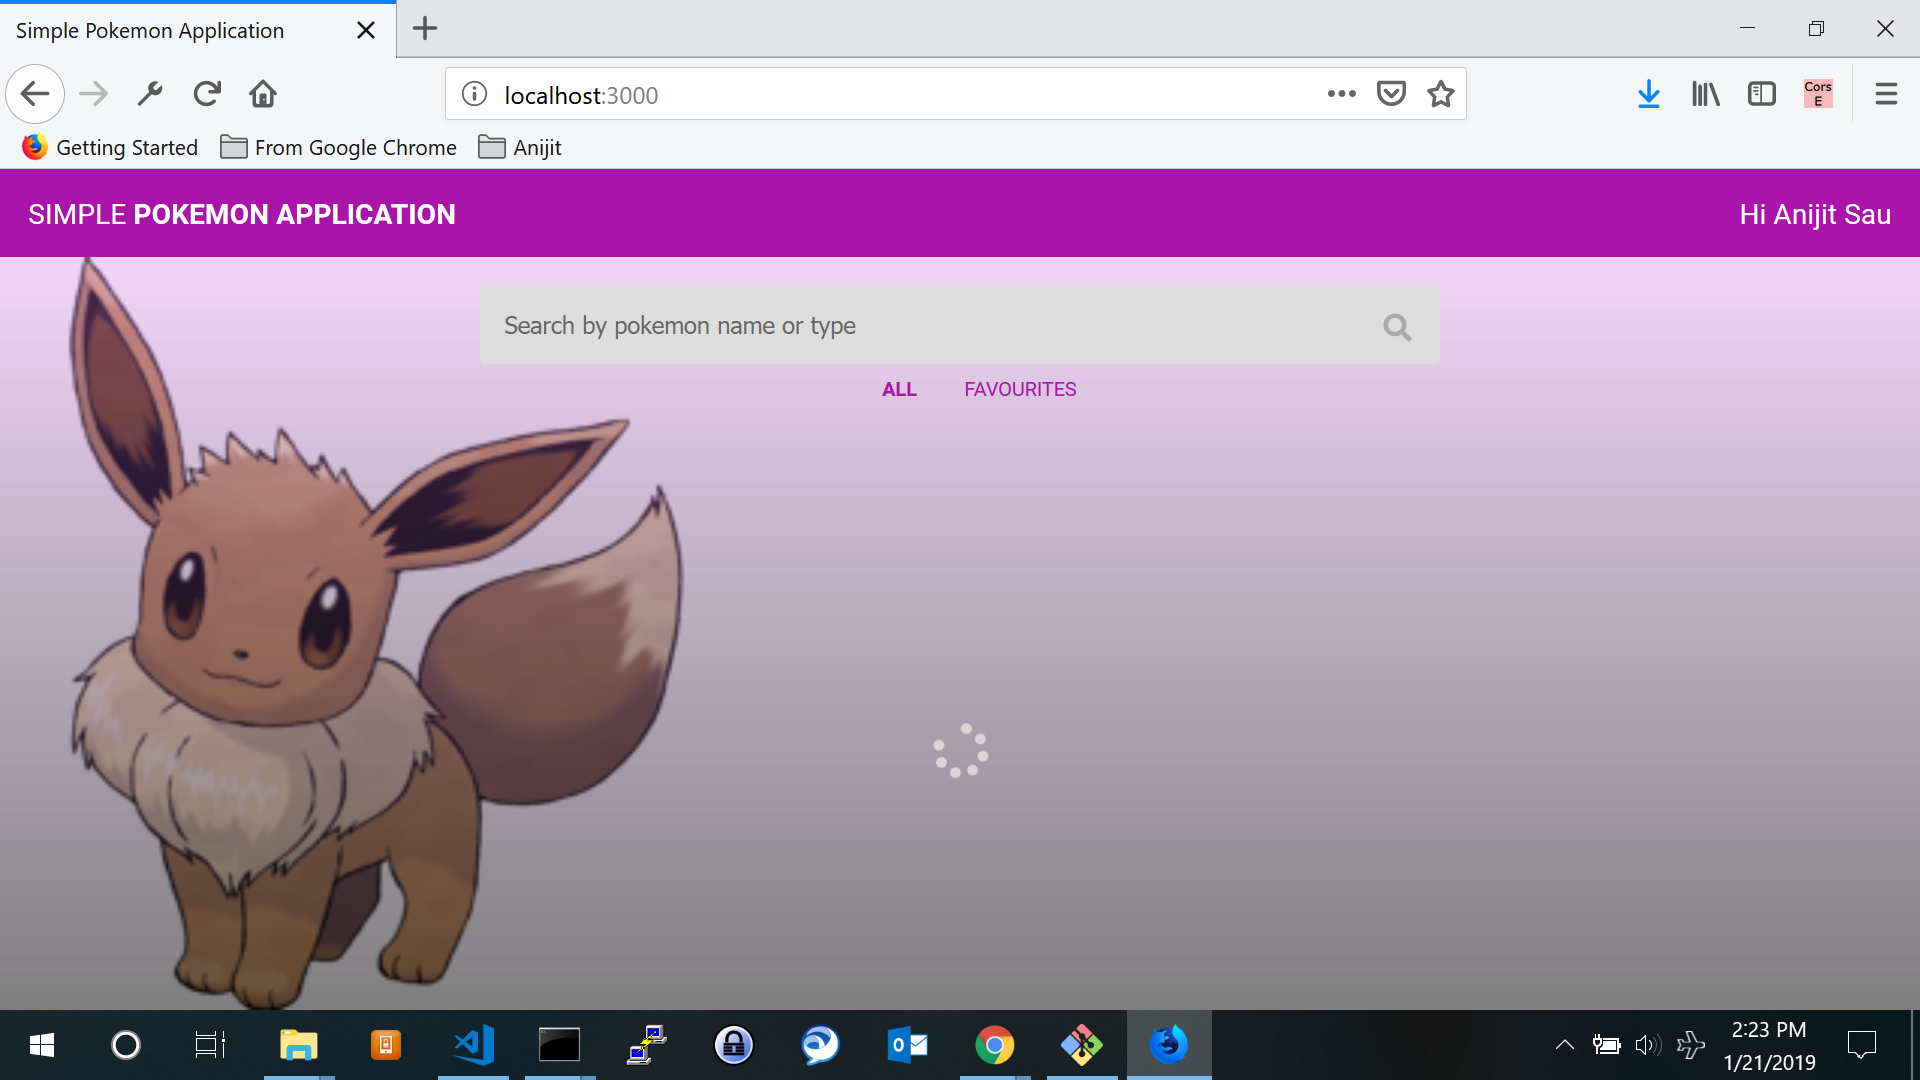 Simple Pokemon Application
localhost:3000
Cors
E
Getting Started
From Google Chrome
Anijit
SIMPLE POKEMON APPLICATION
Hi Anijit Sau
Search by pokemon name or type
ALL FAVOURITES
2:23 PM
1/21/2019